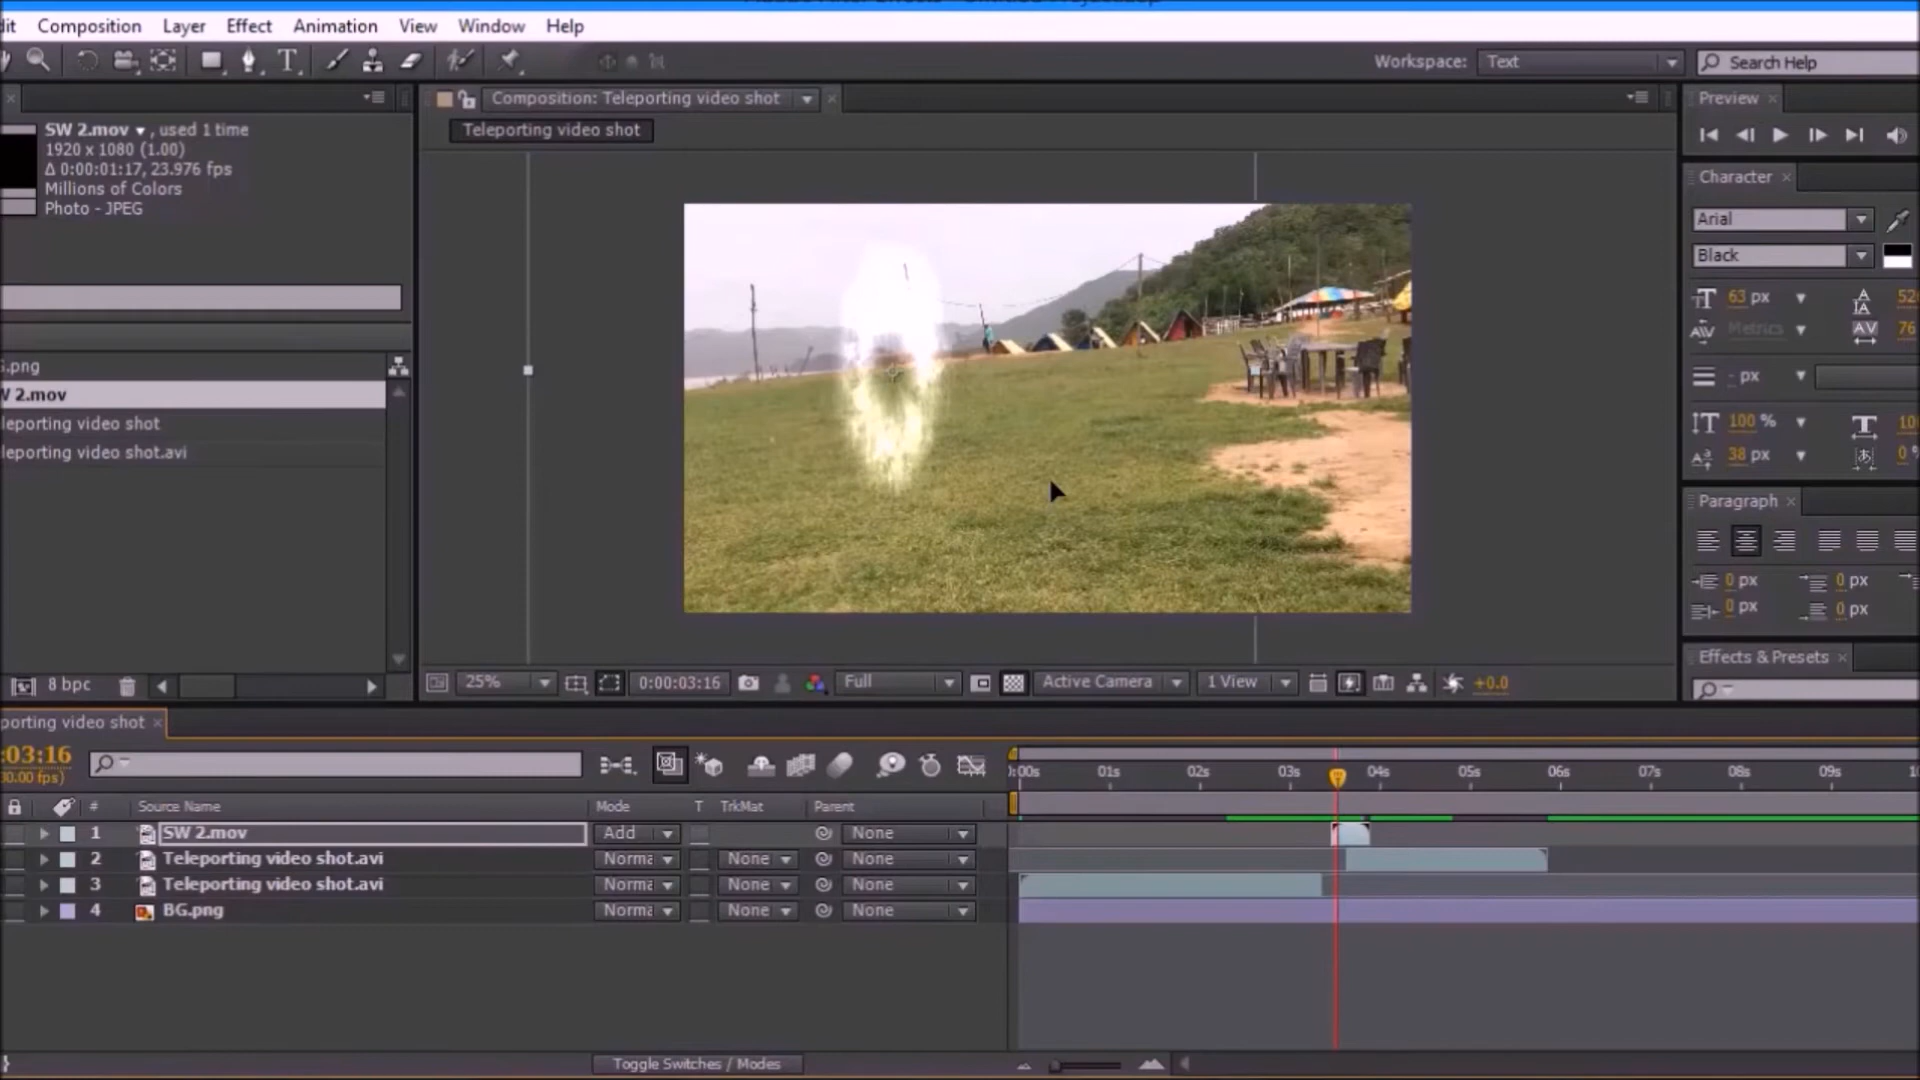 Composition Layer Effect Animation View Window Help
Workspace: Text Search Help
Composition: Teleporting video shot
Preview
SW 2.mov , used 1 time
Teleporting video shot
1920 x 1080 (1.00)
Δ 0:00:01:17, 23.976 fps
Millions of Colors
Photo - JPEG
Character
Arial
Black
63 px
Metrics 76
- px
100 %
38 px 0 %
.png
2.mov
leporting video shot
leporting video shot.avi
Paragraph
0 px 0 px
0 px 0 px
Effects & Presets
8 bpc
25% 0:00:03:16 Full Active Camera 1 View +0.0
porting video shot
:03:16
:00s 01s 02s 03s 04s 05s 06s 07s 08s 09s
# Source Name Mode T TrkMat Parent
1 SW 2.mov Add None
2 Teleporting video shot.avi Norma None None
3 Teleporting video shot.avi Norma None None
4 BG.png Norma None None
Toggle Switches / Modes